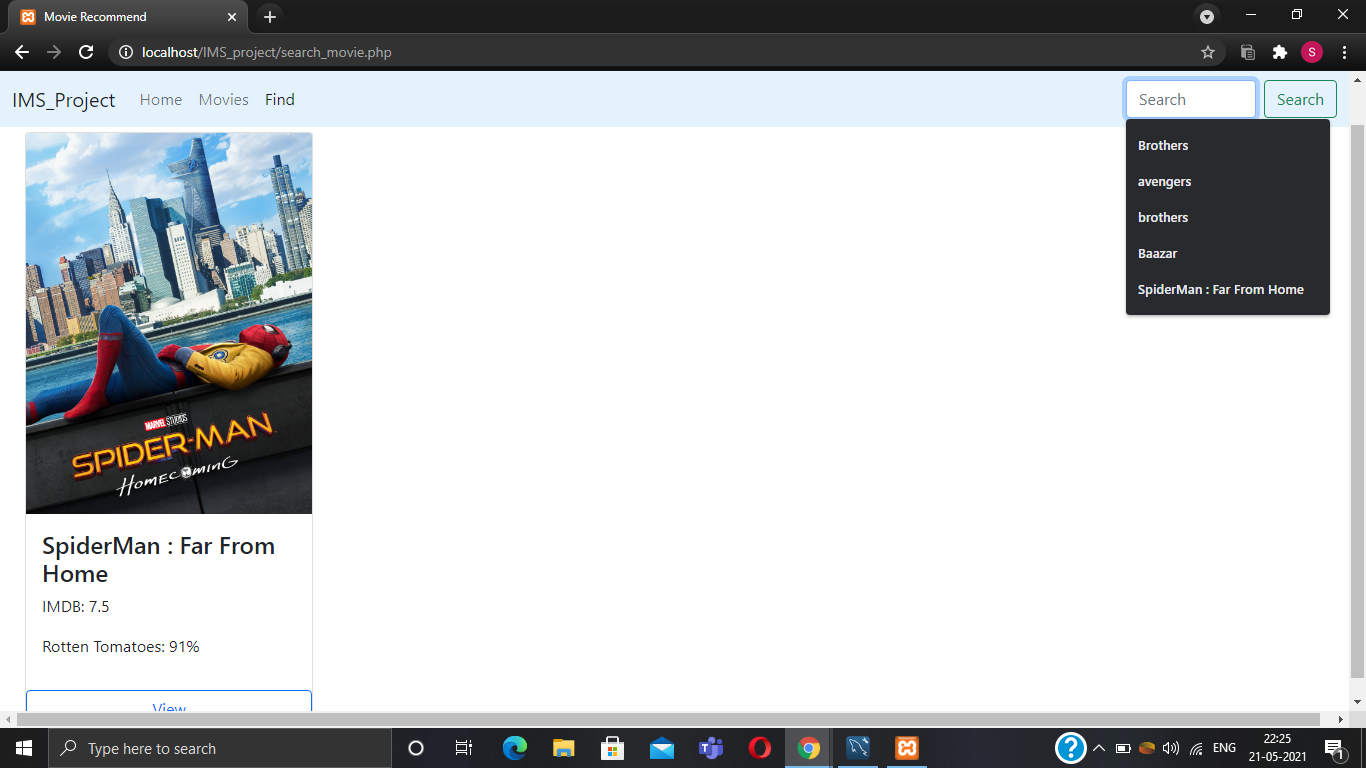 Movie Recommend
localhost/IMS_project/search_movie.php
S
IMS_Project Home Movies Find Search Search
Brothers
avengers
brothers
Baazar
SpiderMan : Far From Home
MARVEL STUDIOS
SPIDER-MAN
HOMECOMING
SpiderMan : Far From
Home
IMDB: 7.5
Rotten Tomatoes: 91%
View
Type here to search
ENG
22:25
21-05-2021
1